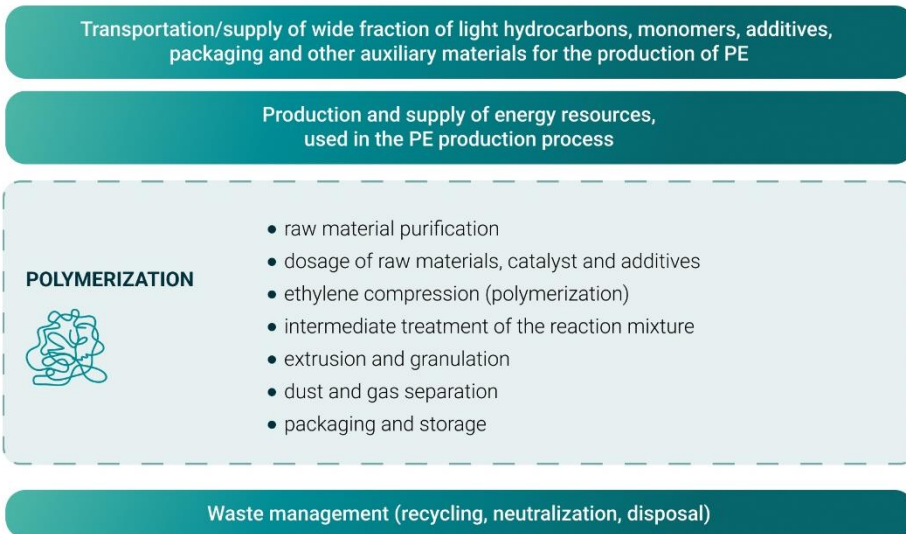 Transportation/supply of wide fraction of light hydrocarbons, monomers, additives,
packaging and other auxiliary materials for the production of PE
Production and supply of energy resources,
used in the PE production process
POLYMERIZATION
• raw material purification
• dosage of raw materials, catalyst and additives
• ethylene compression (polymerization)
• intermediate treatment of the reaction mixture
• extrusion and granulation
• dust and gas separation
• packaging and storage
Waste management (recycling, neutralization, disposal)